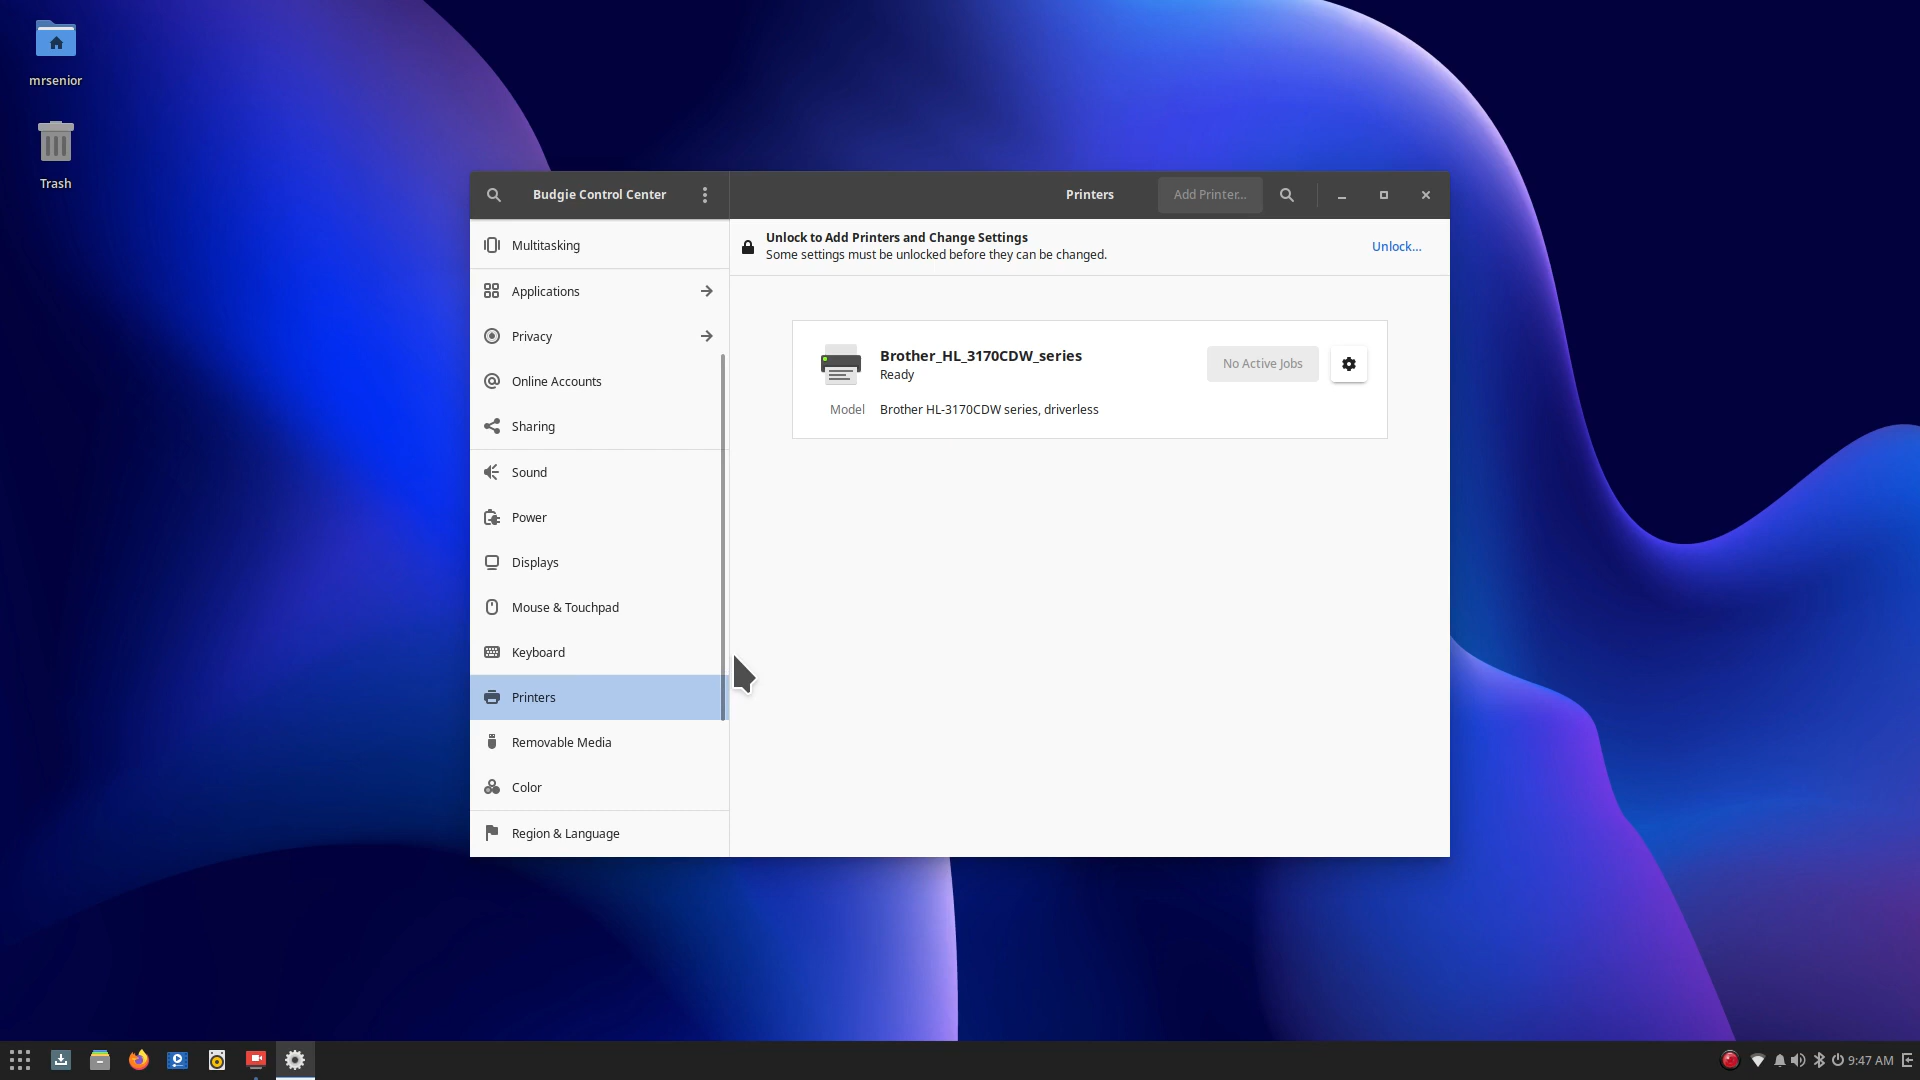 mrsenior
Trash
Budgie Control Center
Printers
Add Printer...
Multitasking
Applications
Privacy
Online Accounts
Sharing
Sound
Power
Displays
Mouse & Touchpad
Keyboard
Printers
Removable Media
Color
Region & Language
Unlock to Add Printers and Change Settings
Some settings must be unlocked before they can be changed.
Unlock...
Brother_HL_3170CDW_series
Ready
No Active Jobs
Model Brother HL-3170CDW series, driverless
9:47 AM